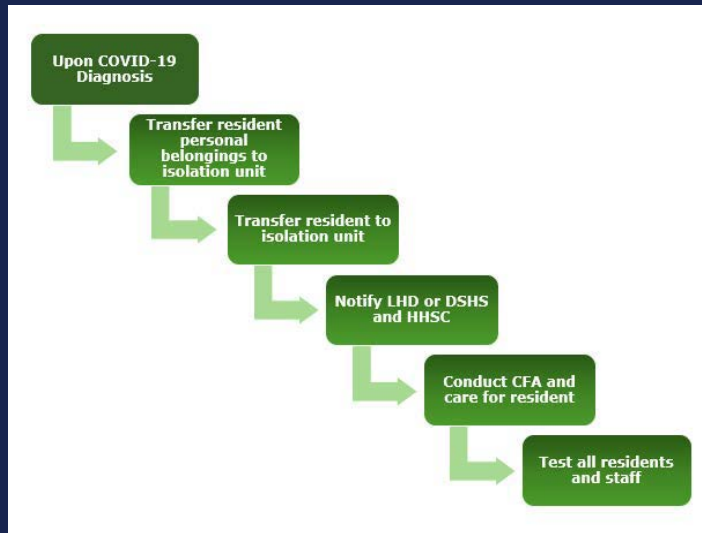 Upon COVID-19
Diagnosis
Transfer resident
personal
belongings to
isolation unit
Transfer resident to
isolation unit
Notify LHD or DSHS
and HHSC
Conduct CFA and
care for resident
Test all residents
and staff